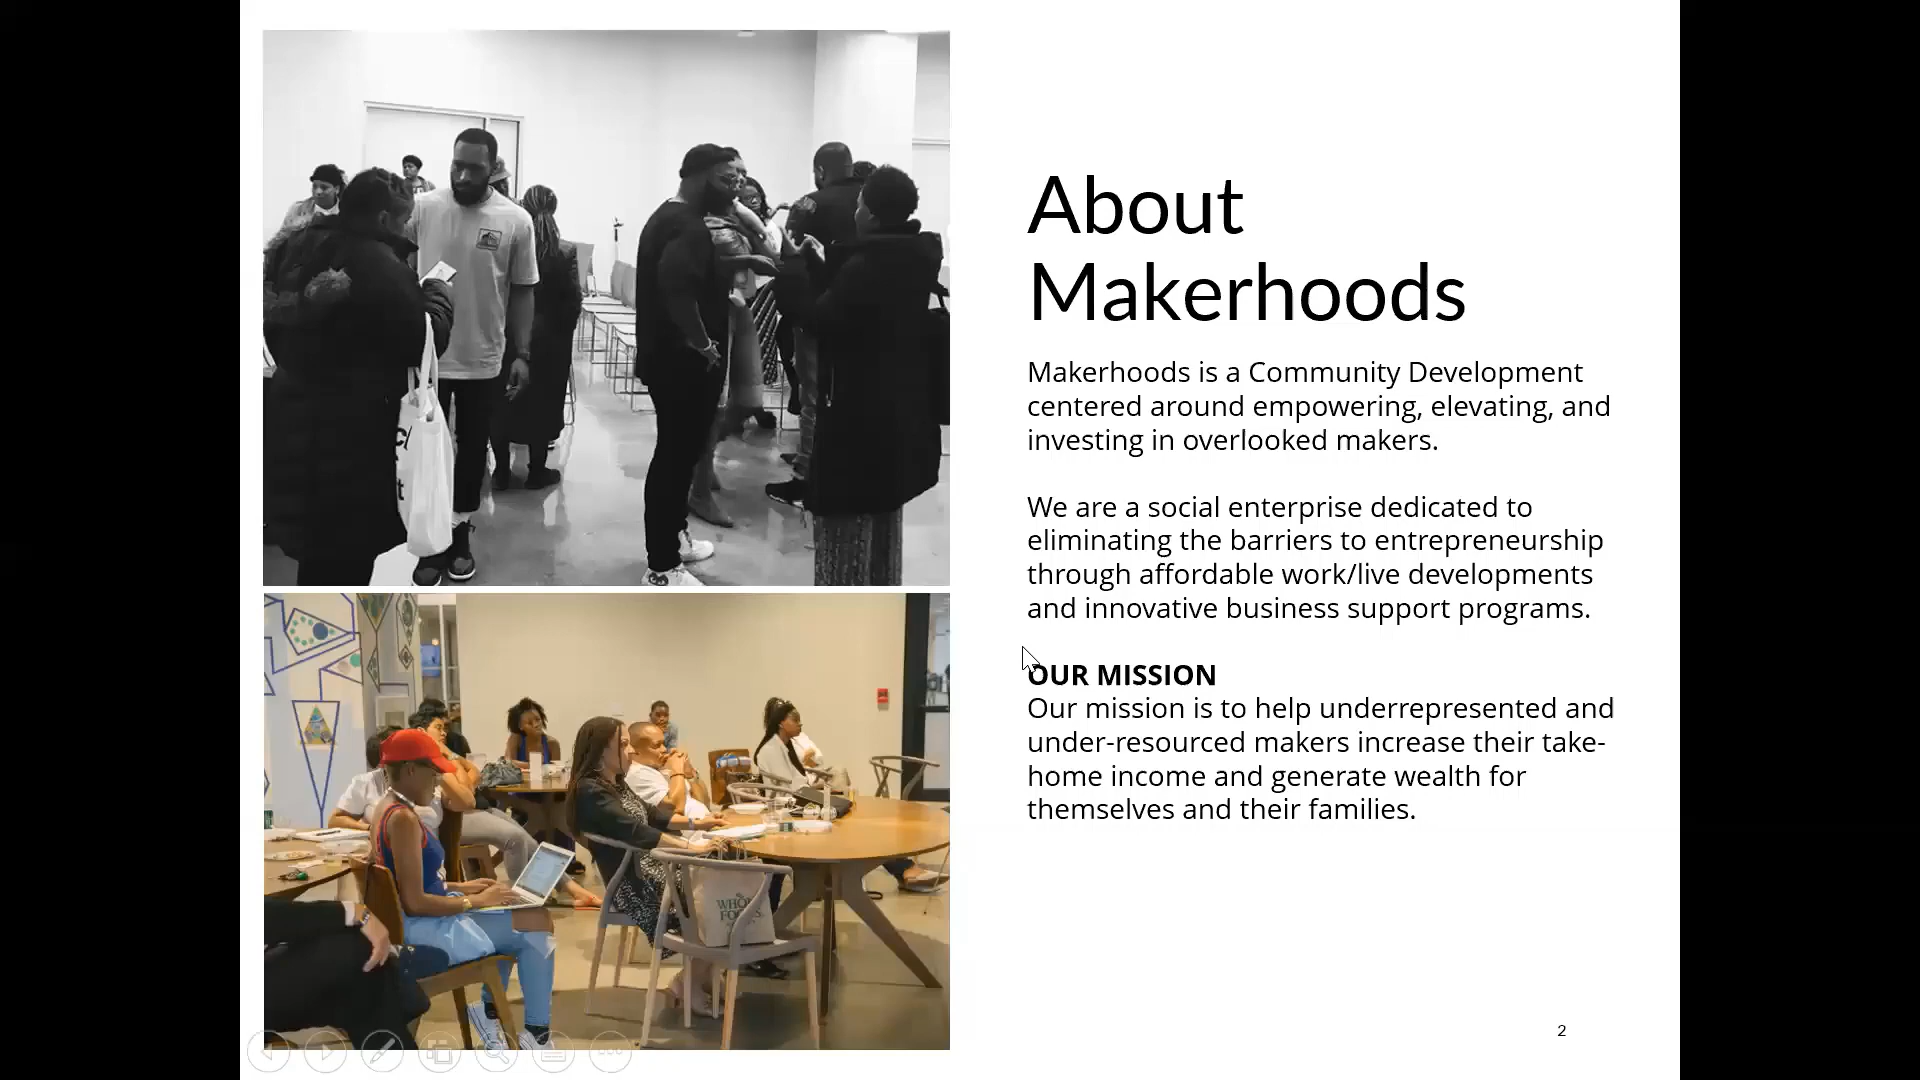 About
Makerhoods
Makerhoods is a Community Development
centered around empowering, elevating, and
investing in overlooked makers.
We are a social enterprise dedicated to
eliminating the barriers to entrepreneurship
through affordable work/live developments
and innovative business support programs.
OUR MISSION
Our mission is to help underrepresented and
under-resourced makers increase their take-
home income and generate wealth for
themselves and their families.
WHOLE
FOODS
2